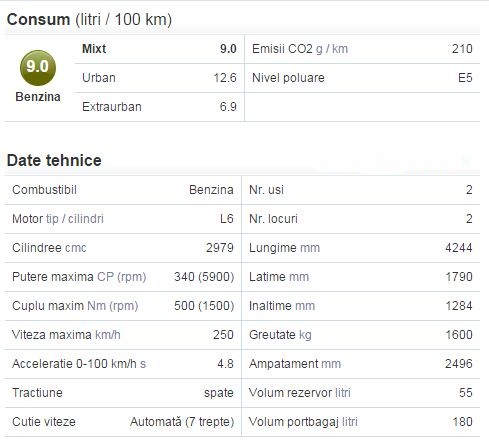 Consum (litri / 100 km)
9.0
Benzina
Mixt 9.0 Emisii CO2 g / km 210
Urban 12.6 Nivel poluare E5
Extraurban 6.9
Date tehnice
Combustibil Benzina Nr. usi 2
Motor tip / cilindri L6 Nr. locuri 2
Cilindree cmc 2979 Lungime mm 4244
Putere maxima CP (rpm) 340 (5900) Latime mm 1790
Cuplu maxim Nm (rpm) 500 (1500) Inaltime mm 1284
Viteza maxima km/h 250 Greutate kg 1600
Acceleratie 0-100 km/h s 4.8 Ampatament mm 2496
Tractiune spate Volum rezervor litri 55
Cutie viteze Automată (7 trepte) Volum portbagaj litri 180